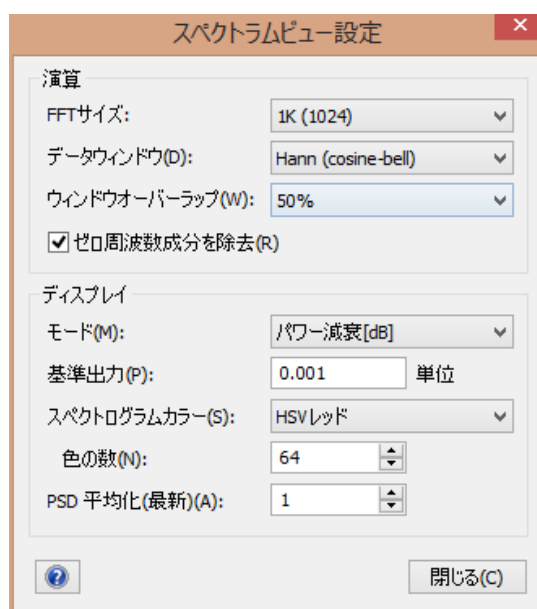 スペクトラムビュー設定
演算
FFTサイズ: 1K (1024)
データウィンドウ(D): Hann (cosine-bell)
ウィンドウオーバーラップ(W): 50%
ゼロ周波数成分を除去(R)
ディスプレイ
モード(M): パワー減衰[dB]
基準出力(P): 0.001 単位
スペクトログラムカラー(S): HSVレッド
色の数(N): 64
PSD 平均化(最新)(A): 1
閉じる(C)